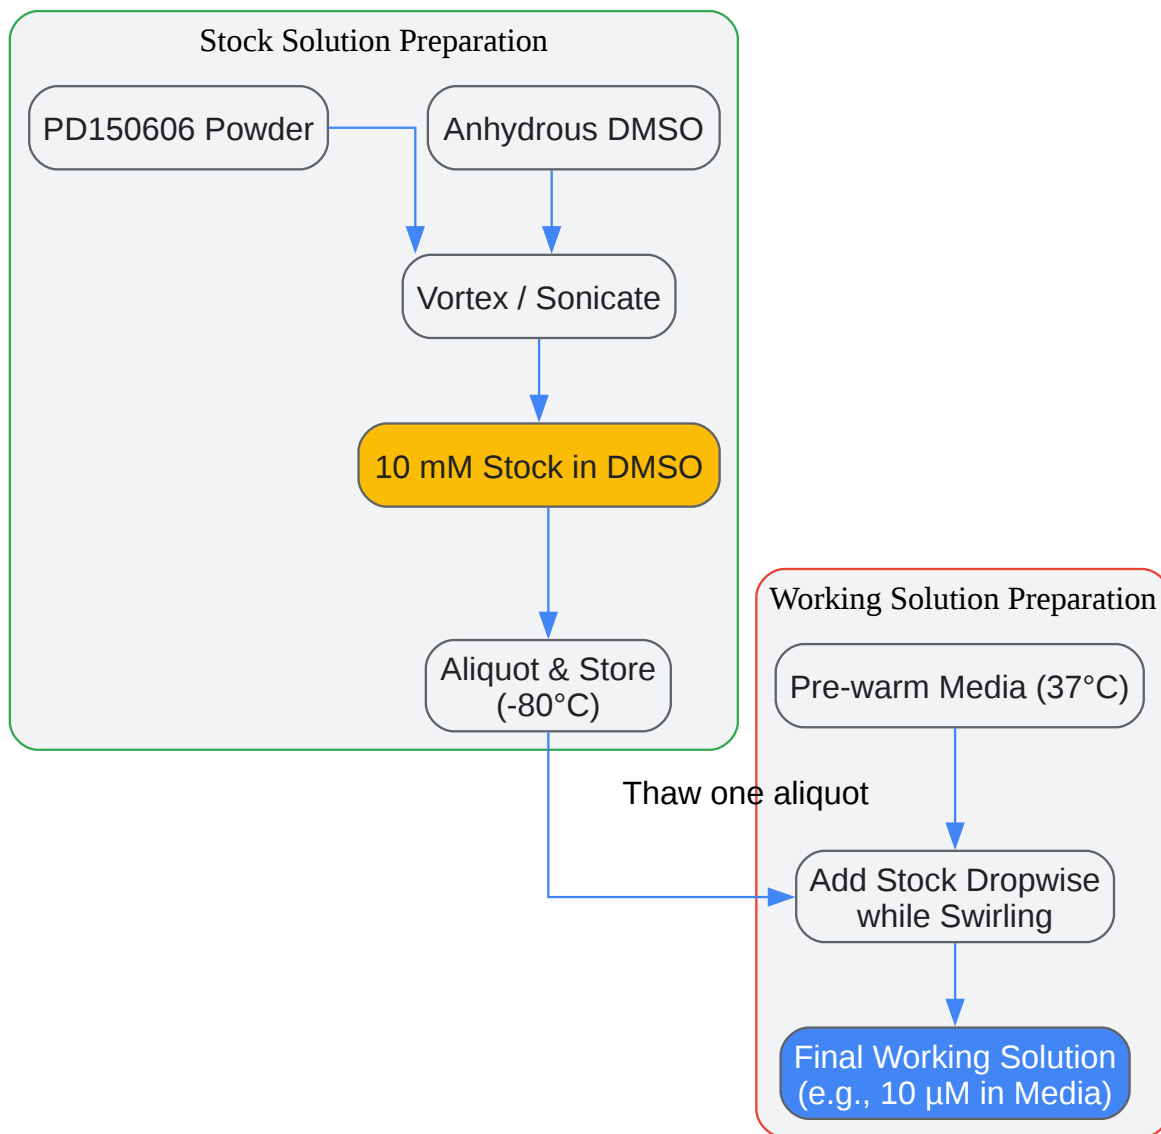 Stock Solution Preparation
PD150606 Powder
Anhydrous DMSO
Vortex / Sonicate
10 mM Stock in DMSO
Aliquot & Store
(-80°C)
Thaw one aliquot
Working Solution Preparation
Pre-warm Media (37°C)
Add Stock Dropwise
while Swirling
Final Working Solution
(e.g., 10 µM in Media)